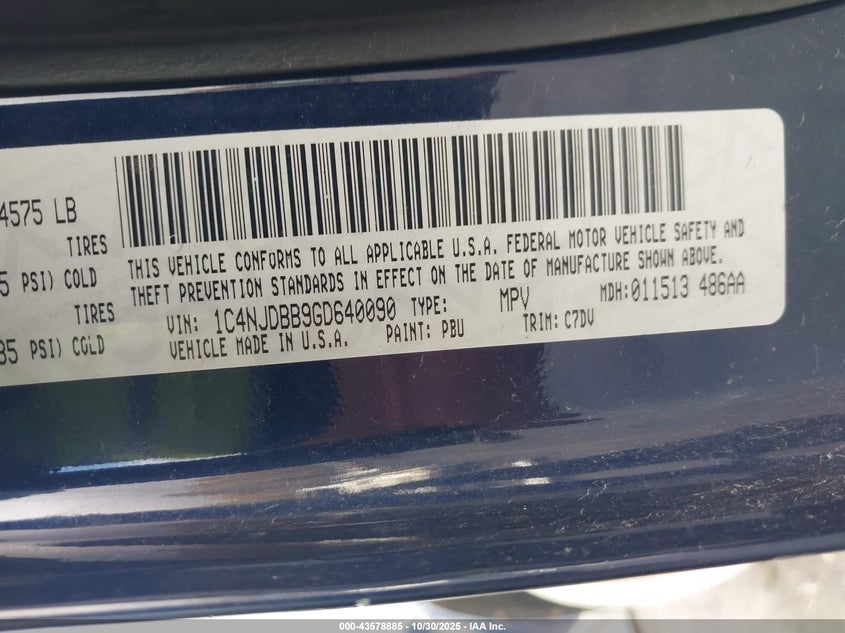 4575 LB
TIRES
5 PSI) COLD
TIRES
35 PSI) COLD
THIS VEHICLE CONFORMS TO ALL APPLICABLE U.S.A. FEDERAL MOTOR VEHICLE SAFETY AND
THEFT PREVENTION STANDARDS IN EFFECT ON THE DATE OF MANUFACTURE SHOWN ABOVE.
VIN: 1C4NJDBB9GD640090 TYPE: MPV MDH:011513 486AA
VEHICLE MADE IN U.S.A. PAINT: PBU TRIM: C7DV
000-43578885 - 10/30/2025 - IAA Inc.